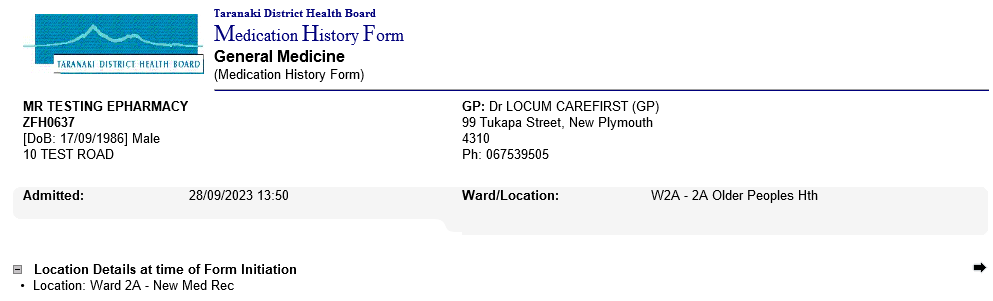 TARANAKI DISTRICT HEALTH BOARD
Taranaki District Health Board
Medication History Form
General Medicine
(Medication History Form)
MR TESTING EPHARMACY
ZFH0637
[DoB: 17/09/1986] Male
10 TEST ROAD
GP: Dr LOCUM CAREFIRST (GP)
99 Tukapa Street, New Plymouth
4310
Ph: 067539505
Admitted: 28/09/2023 13:50
Ward/Location: W2A - 2A Older Peoples Hth
Location Details at time of Form Initiation
• Location: Ward 2A - New Med Rec